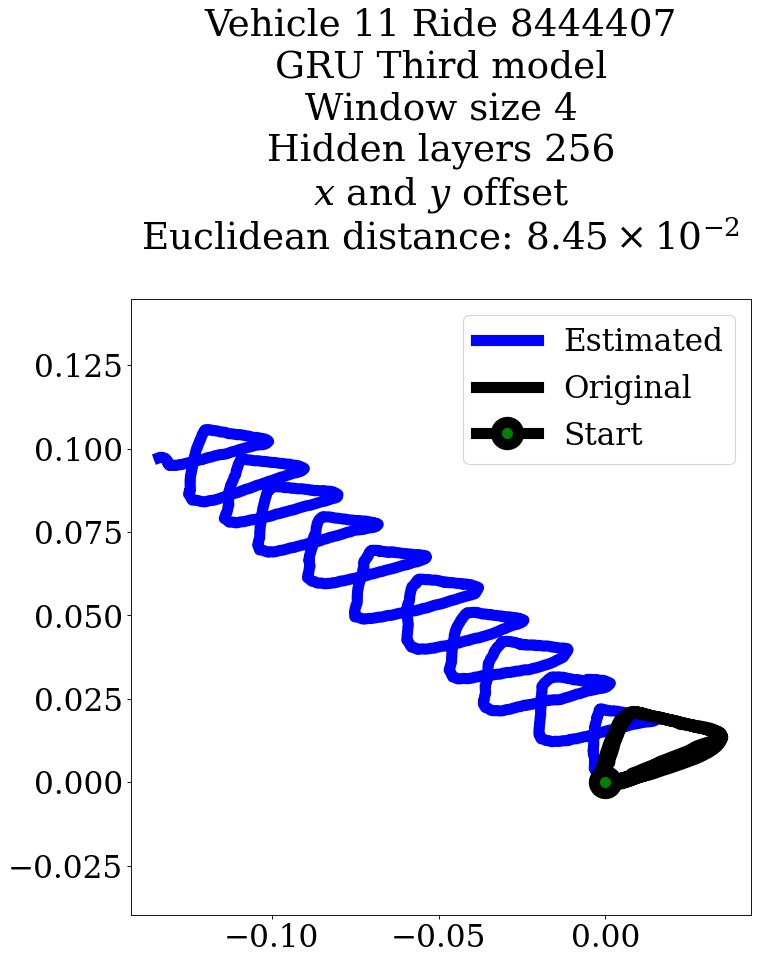 Vehicle 11 Ride 8444407
GRU Third model
Window size 4
Hidden layers 256
x and y offset
Euclidean distance: 8.45 × 10⁻²
Estimated
Original
Start
0.125
0.100
0.075
0.050
0.025
0.000
−0.025
−0.10
−0.05
0.00